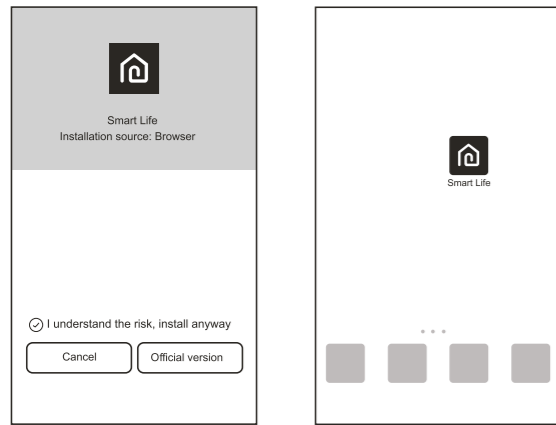 Smart Life
Installation source: Browser
I understand the risk, install anyway
Cancel
Official version
Smart Life